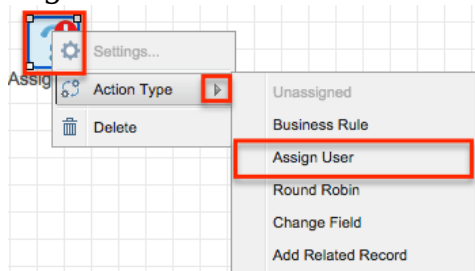 Settings...
Assig
Action Type
Unassigned
Delete
Business Rule
Assign User
Round Robin
Change Field
Add Related Record